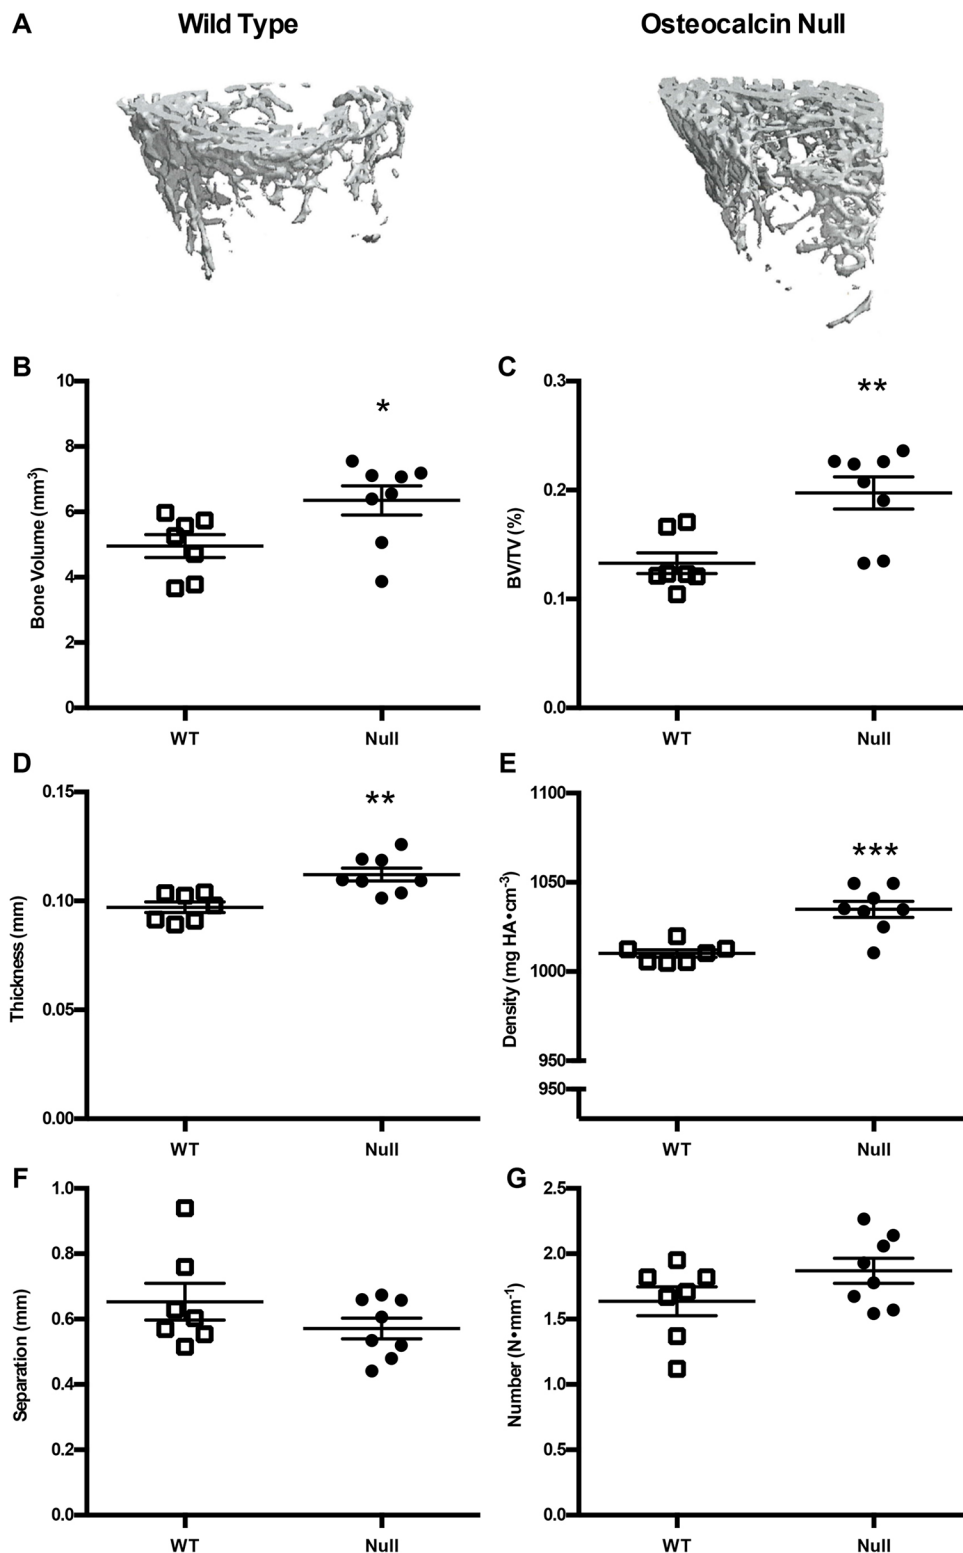 A
Wild Type
Osteocalcin Null
B
Bone Volume (mm³)
10
8
6
4
2
0
*
WT
Null
C
BV/TV (%)
0.3
0.2
0.1
0.0
**
WT
Null
D
Thickness (mm)
0.15
0.10
0.05
0.00
**
WT
Null
E
Density (mg HA•cm⁻³)
1100
1050
1000
950
950
***
WT
Null
F
Separation (mm)
1.0
0.8
0.6
0.4
0.2
0.0
WT
Null
G
Number (N•mm⁻¹)
2.5
2.0
1.5
1.0
0.5
0.0
WT
Null